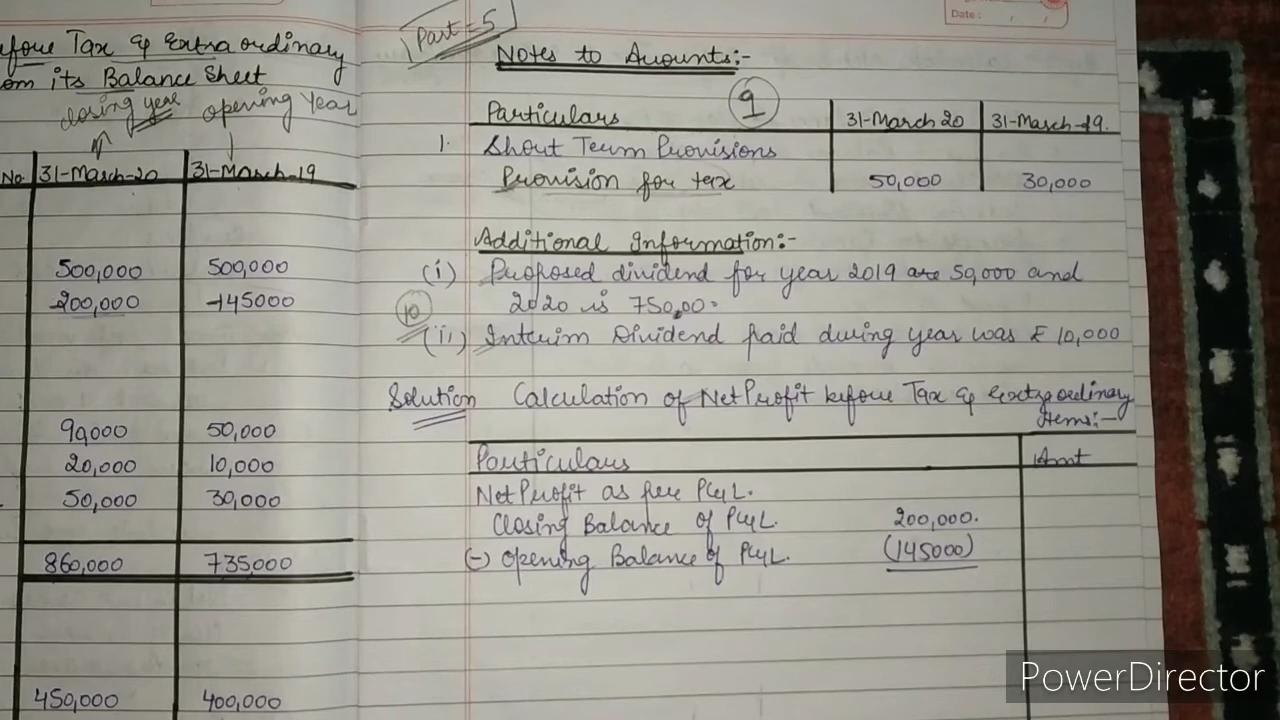 efore Tax & Extraordinary
om its Balance Sheet
closing year opening Year
No 31-March-20 31-March-19
500,000 500,000
200,000 145000
90,000 50,000
20,000 10,000
50,000 30,000
860,000 735,000
450,000 400,000
Part=5
Date: / /
Notes to Accounts:-
9
Particulars 31-March 20 31-March-19.
1. Short Term Provisions
Provision for tax 50,000 30,000
Additional Information:-
(i) Proposed dividend for year 2019 are 50,000 and
2020 is 750,00.
10
(ii) Interim Dividend paid during year was ₹ 10,000
Solution Calculation of Net Profit before Tax & Extraordinary
Items:-
Particulars Amt
Net Profit as per P&L.
Closing Balance of P&L. 200,000.
(-) Opening Balance of P&L. (145000)
PowerDirector